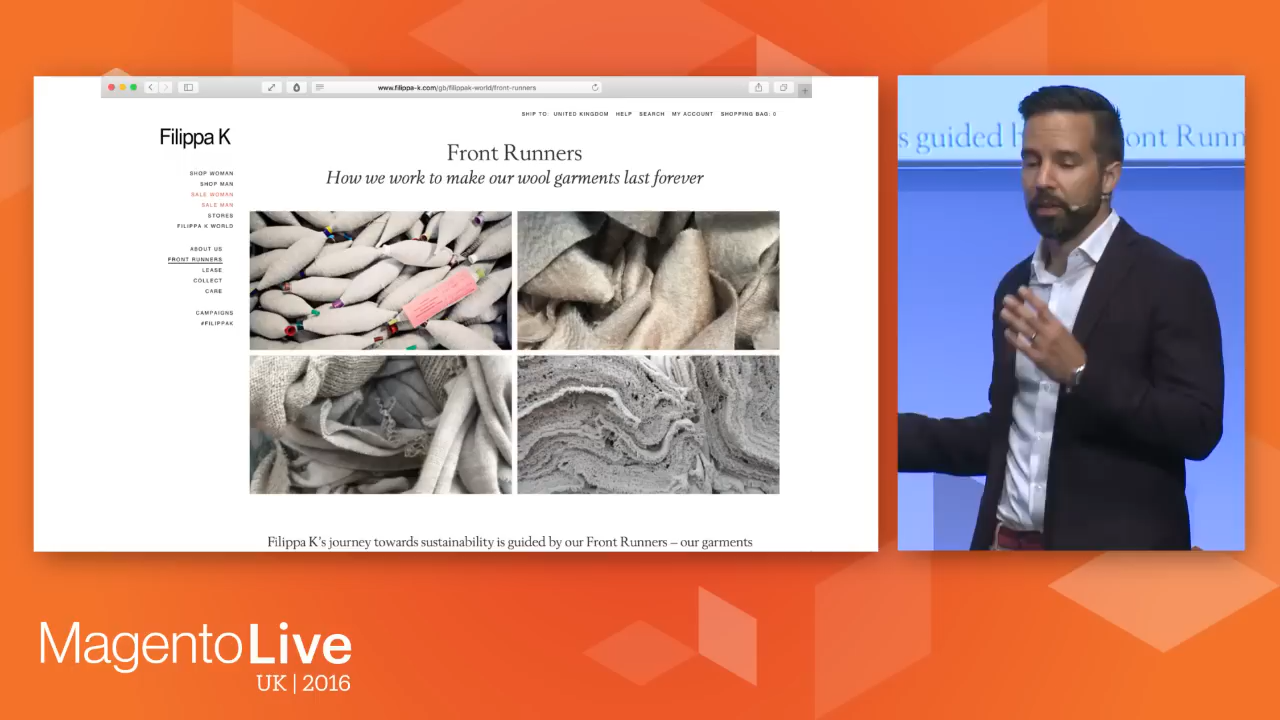 www.filippa-k.com/gb/filippak-world/front-runners
SHIP TO: UNITED KINGDOM HELP SEARCH MY ACCOUNT SHOPPING BAG: 0
Filippa K
Front Runners
How we work to make our wool garments last forever
SHOP WOMAN
SHOP MAN
SALE WOMAN
SALE MAN
STORES
FILIPPA K WORLD
ABOUT US
FRONT RUNNERS
LEASE
COLLECT
CARE
CAMPAIGNS
#FILIPPAK
Filippa K's journey towards sustainability is guided by our Front Runners – our garments
s guided b ont Runn
MagentoLive
UK | 2016